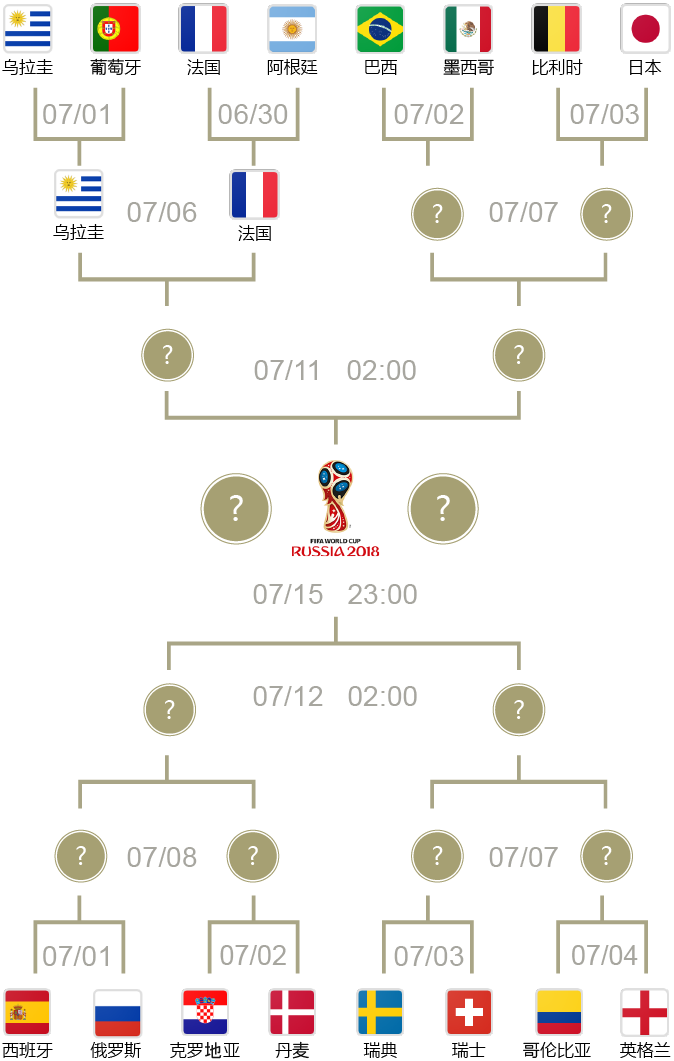 乌拉圭 葡萄牙 法国 阿根廷 巴西 墨西哥 比利时 日本
07/01 06/30 07/02 07/03
乌拉圭 07/06 法国 ? 07/07 ?
? 07/11 02:00 ?
? ?
FIFA WORLD CUP
RUSSIA 2018
07/15 23:00
? 07/12 02:00 ?
? 07/08 ? ? 07/07 ?
07/01 07/02 07/03 07/04
西班牙 俄罗斯 克罗地亚 丹麦 瑞典 瑞士 哥伦比亚 英格兰